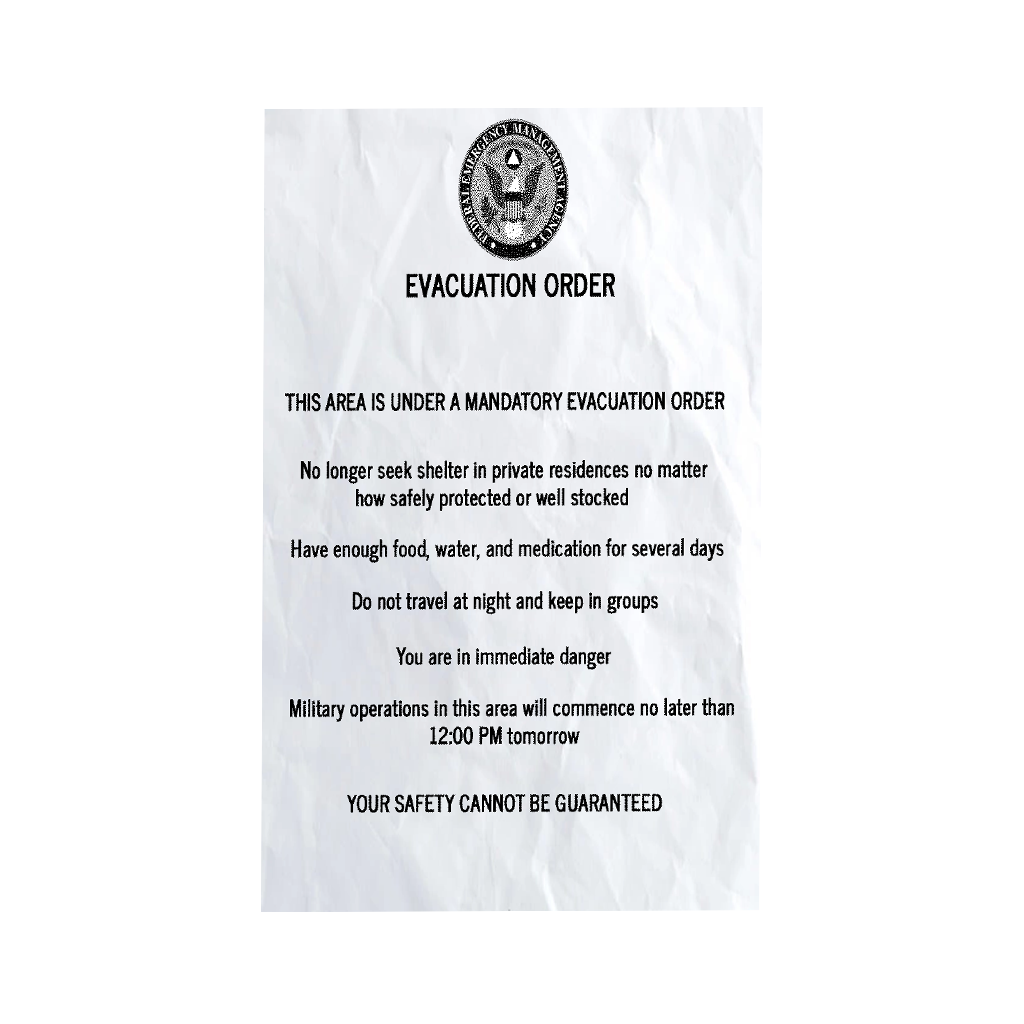 FEDERAL EMERGENCY MANAGEMENT AGENCY
EVACUATION ORDER
THIS AREA IS UNDER A MANDATORY EVACUATION ORDER
No longer seek shelter in private residences no matter
how safely protected or well stocked
Have enough food, water, and medication for several days
Do not travel at night and keep in groups
You are in immediate danger
Military operations in this area will commence no later than
12:00 PM tomorrow
YOUR SAFETY CANNOT BE GUARANTEED